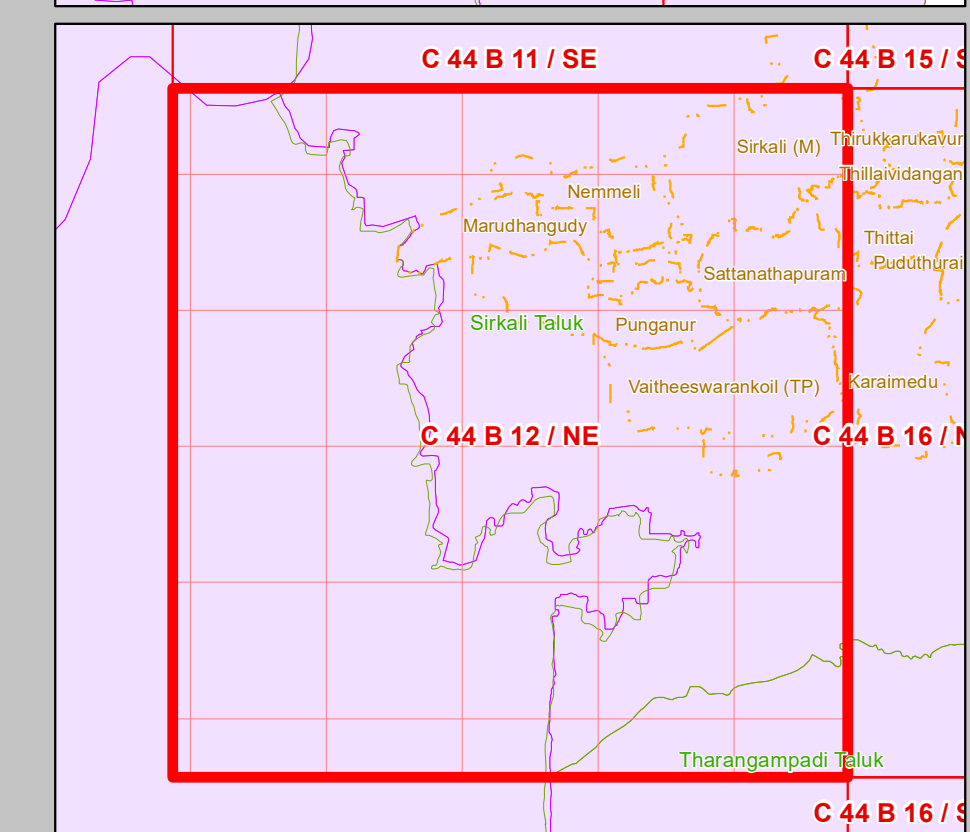 C 44 B 11 / SE
C 44 B 15 / S
Sirkali (M)
Thirukkarukavur
Thillaividangan
Nemmeli
Marudhangudy
Thittai
Puduthurai
Sattanathapuram
Sirkali Taluk
Punganur
Vaitheeswarankoil (TP)
Karaimedu
C 44 B 12 / NE
C 44 B 16 / N
Tharangampadi Taluk
C 44 B 16 / S